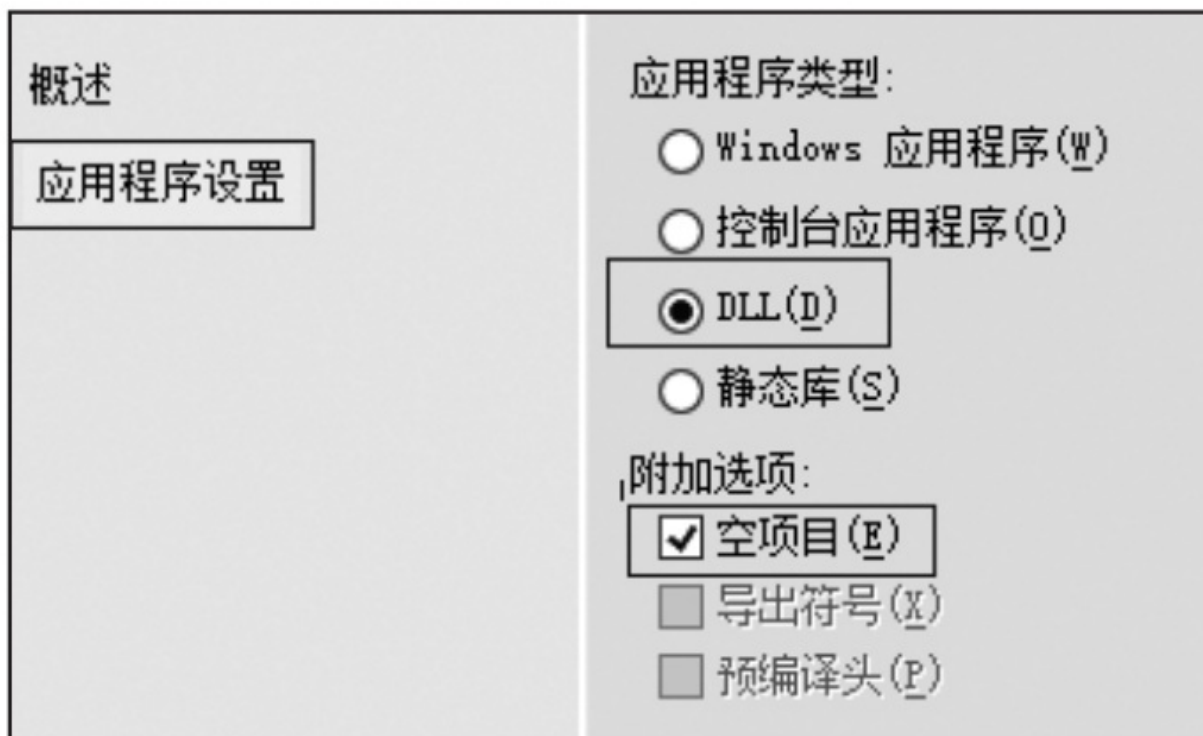 概述
应用程序设置
应用程序类型:
Windows 应用程序(W)
控制台应用程序(O)
DLL(D)
静态库(S)
附加选项:
空项目(E)
导出符号(X)
预编译头(P)